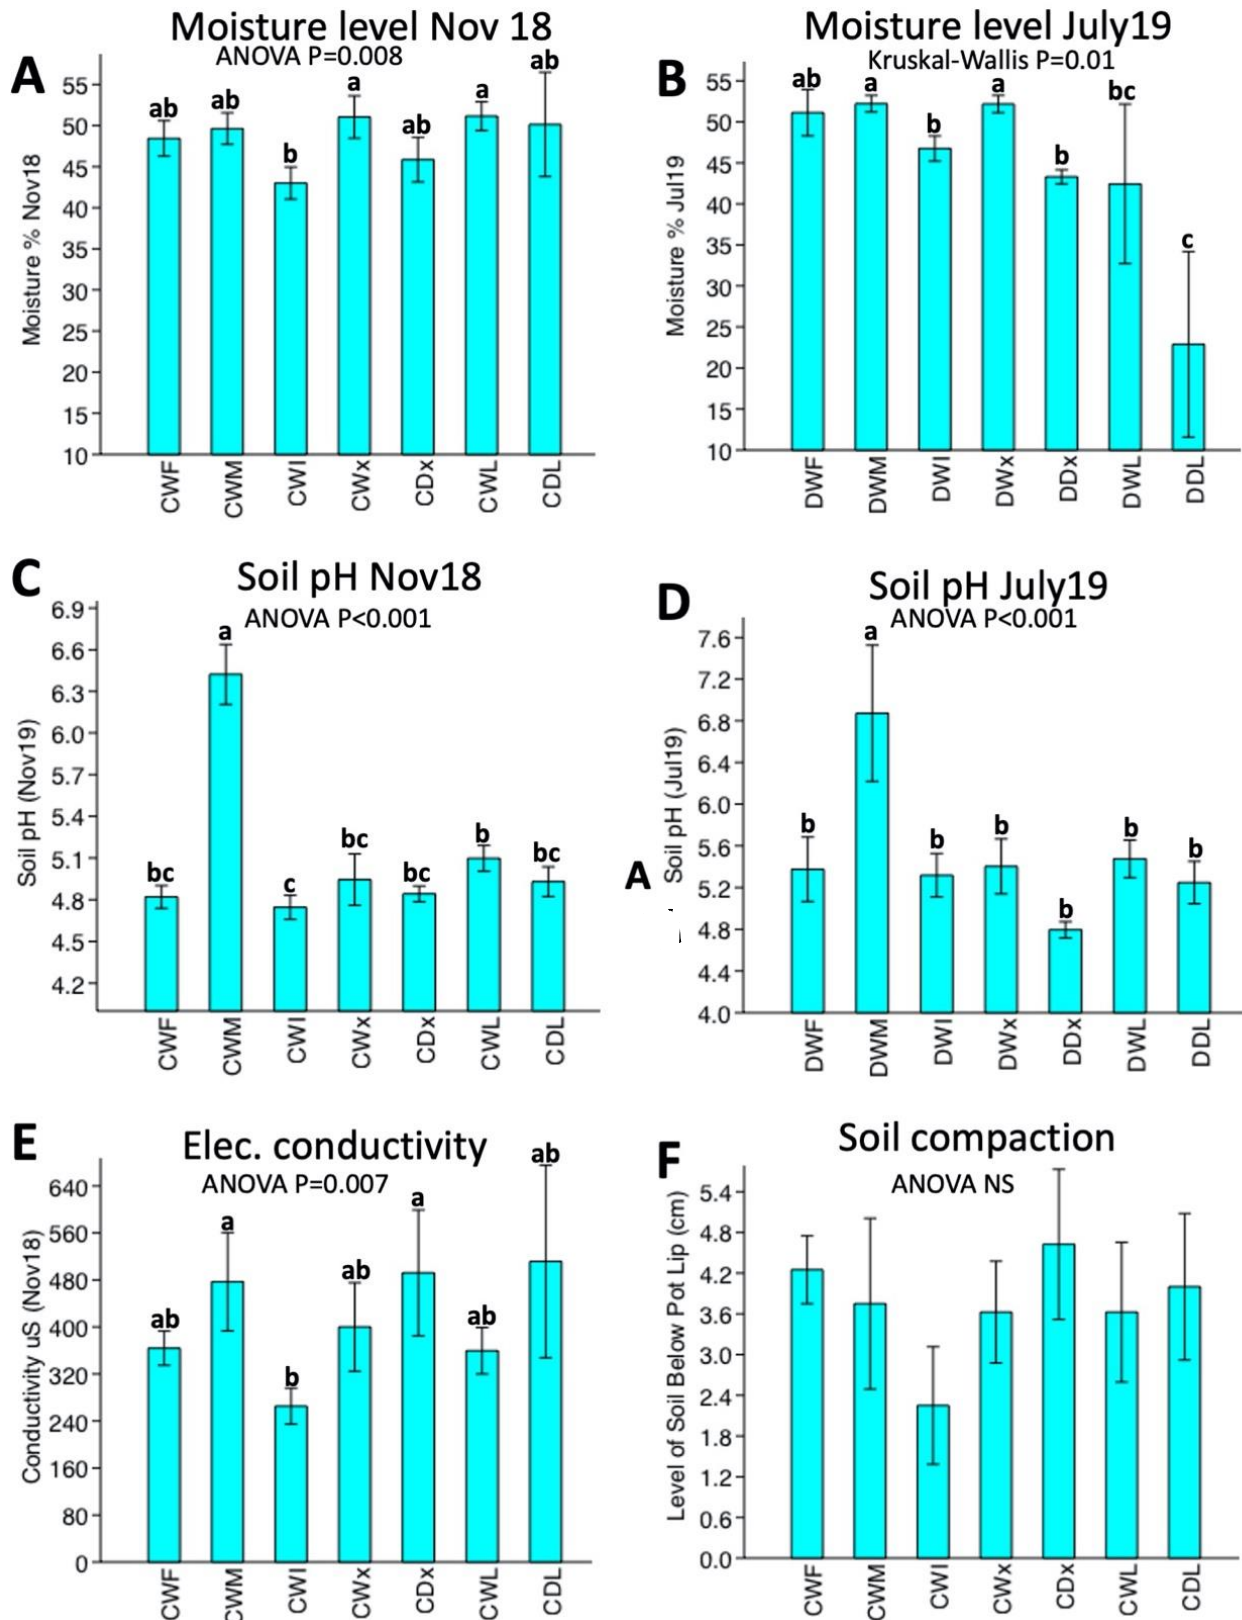 Moisture level Nov 18
ANOVA P=0.008
A
Moisture % Nov18
55
50
45
40
35
30
25
20
15
10
ab
ab
b
a
ab
a
ab
CWF
CWM
CWI
CWx
CDx
CWL
CDL
Moisture level July19
Kruskal-Wallis P=0.01
B
Moisture % Jul19
55
50
45
40
35
30
25
20
15
10
ab
a
b
a
b
bc
c
DWF
DWM
DWI
DWx
DDx
DWL
DDL
C
Soil pH Nov18
ANOVA P<0.001
Soil pH (Nov19)
6.9
6.6
6.3
6.0
5.7
5.4
5.1
4.8
4.5
4.2
bc
a
c
bc
bc
b
bc
CWF
CWM
CWI
CWx
CDx
CWL
CDL
D
Soil pH July19
ANOVA P<0.001
A
Soil pH (Jul19)
7.6
7.2
6.8
6.4
6.0
5.6
5.2
4.8
4.4
4.0
b
a
b
b
b
b
b
DWF
DWM
DWI
DWx
DDx
DWL
DDL
E
Elec. conductivity
ANOVA P=0.007
Conductivity uS (Nov18)
640
560
480
400
320
240
160
80
0
ab
a
b
ab
a
ab
ab
CWF
CWM
CWI
CWx
CDx
CWL
CDL
F
Soil compaction
ANOVA NS
Level of Soil Below Pot Lip (cm)
5.4
4.8
4.2
3.6
3.0
2.4
1.8
1.2
0.6
0.0
CWF
CWM
CWI
CWx
CDx
CWL
CDL